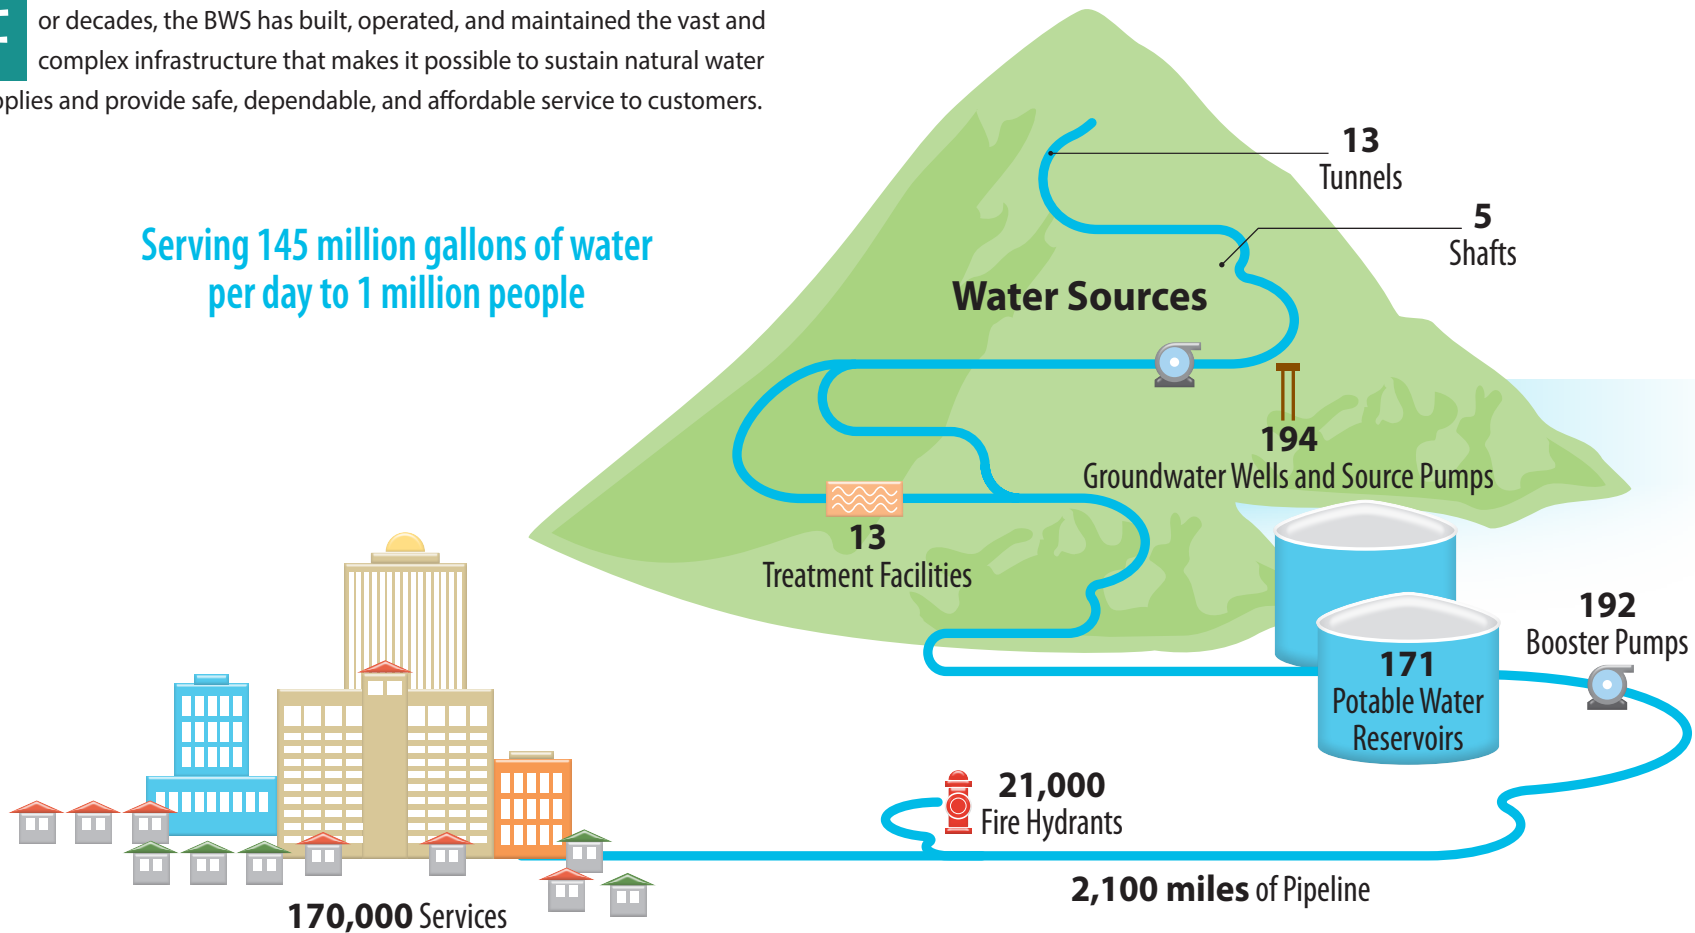 or decades, the BWS has built, operated, and maintained the vast and
complex infrastructure that makes it possible to sustain natural water
and provide safe, dependable, and affordable service to customers.
Serving 145 million gallons of water
per day to 1 million people
13
Tunnels
5
Shafts
Water Sources
194
Groundwater Wells and Source Pumps
13
Treatment Facilities
192
Booster Pumps
171
Potable Water
Reservoirs
21,000
Fire Hydrants
2,100 miles of Pipeline
170,000 Services